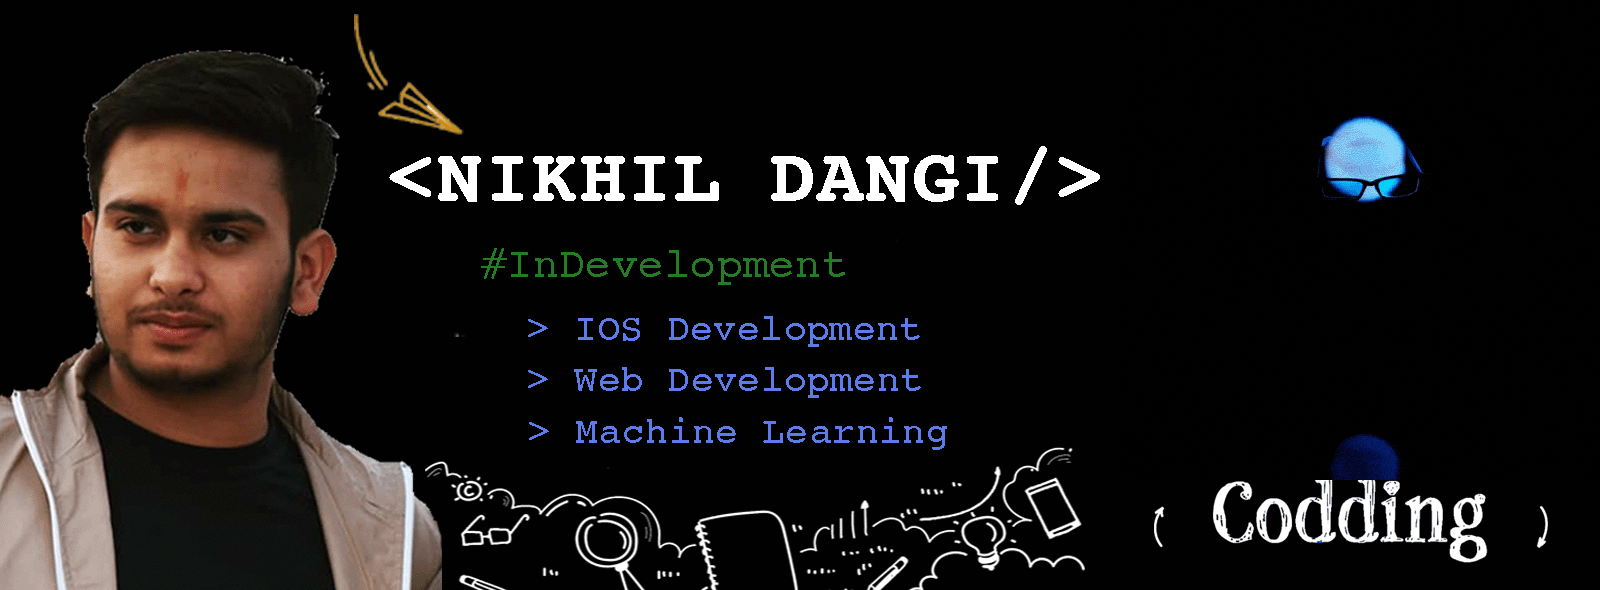 <NIKHIL DANGI/>
#InDevelopment
> IOS Development
> Web Development
> Machine Learning
©
Codding